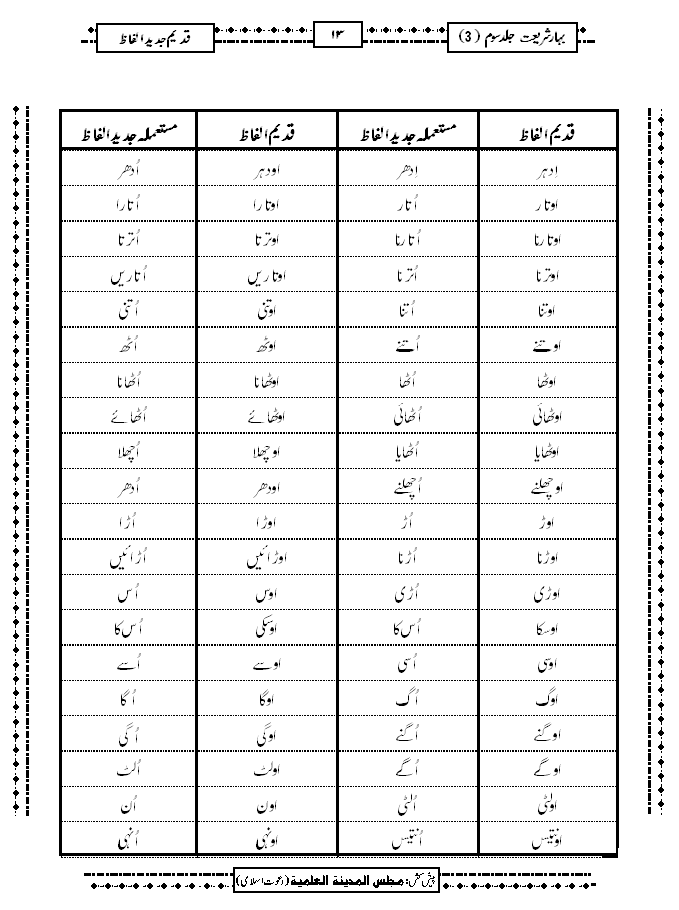 بہار شریعت جلد سوم (3) ۱۳ قدیم جدید الفاظ
قدیم الفاظ مستعملہ جدید الفاظ قدیم الفاظ مستعملہ جدید الفاظ
اِدہر اِدھر اودہر اُدھر
اوتار اُتار اوتارا اُتارا
اوتارنا اُتارنا اوترتا اُترتا
اوترنا اُترنا اوتاریں اُتاریں
اوتنا اُتنا اوتنی اُتنی
اوتنے اُتنے اوٹھ اُٹھ
اوٹھا اُٹھا اوٹھانا اُٹھانا
اوٹھائی اُٹھائی اوٹھائے اُٹھائے
اوٹھایا اُٹھایا اوچھلا اُچھلا
اوچھلنے اُچھلنے اودھر اُدھر
اوڑ اُڑ اوڑا اُڑا
اوڑنا اُڑنا اوڑائیں اُڑائیں
اوڑی اُڑی اوس اُس
اوسکا اُس کا اوسکی اُس کا
اوسی اُسی اوسے اُسے
اوگ اُگ اوگا اُگا
اوگنے اُگنے اوگی اُگی
اوگے اُگے اولٹ اُلٹ
اولٹی اُلٹی اون اُن
اونتیس اُنتیس اونہی اُنہی
پیش کش: مجلس المدینۃ العلمیۃ (دعوت اسلامی)